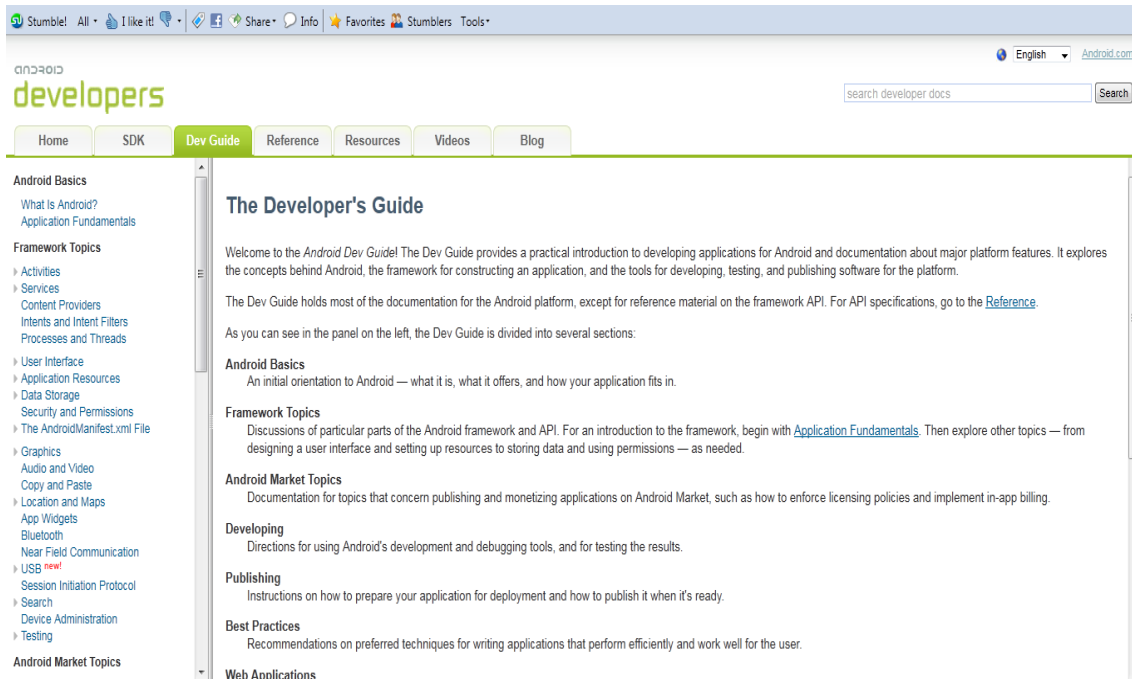 Stumble! All I like it! Share Info Favorites Stumblers Tools
English Android.com
android
developers
search developer docs Search
Home SDK Dev Guide Reference Resources Videos Blog
Android Basics
What Is Android?
Application Fundamentals
Framework Topics
Activities
Services
Content Providers
Intents and Intent Filters
Processes and Threads
User Interface
Application Resources
Data Storage
Security and Permissions
The AndroidManifest.xml File
Graphics
Audio and Video
Copy and Paste
Location and Maps
App Widgets
Bluetooth
Near Field Communication
USB new!
Session Initiation Protocol
Search
Device Administration
Testing
Android Market Topics
The Developer's Guide
Welcome to the Android Dev Guide! The Dev Guide provides a practical introduction to developing applications for Android and documentation about major platform features. It explores
the concepts behind Android, the framework for constructing an application, and the tools for developing, testing, and publishing software for the platform.
The Dev Guide holds most of the documentation for the Android platform, except for reference material on the framework API. For API specifications, go to the Reference.
As you can see in the panel on the left, the Dev Guide is divided into several sections:
Android Basics
An initial orientation to Android — what it is, what it offers, and how your application fits in.
Framework Topics
Discussions of particular parts of the Android framework and API. For an introduction to the framework, begin with Application Fundamentals. Then explore other topics — from
designing a user interface and setting up resources to storing data and using permissions — as needed.
Android Market Topics
Documentation for topics that concern publishing and monetizing applications on Android Market, such as how to enforce licensing policies and implement in-app billing.
Developing
Directions for using Android's development and debugging tools, and for testing the results.
Publishing
Instructions on how to prepare your application for deployment and how to publish it when it's ready.
Best Practices
Recommendations on preferred techniques for writing applications that perform efficiently and work well for the user.
Web Applications